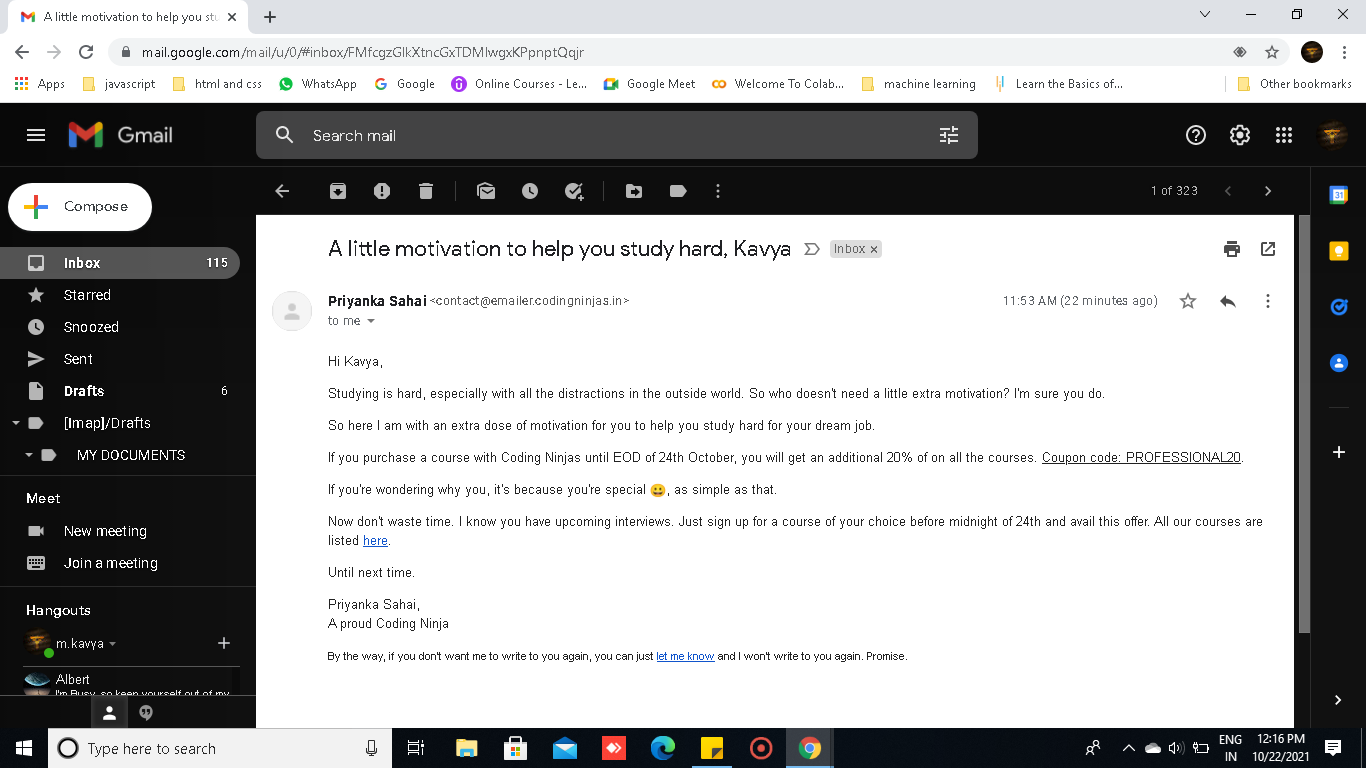 A little motivation to help you stu
mail.google.com/mail/u/0/#inbox/FMfcgzGlkXtncGxTDMlwgxKPpnptQqjr
Apps javascript html and css WhatsApp Google Online Courses - Le... Google Meet Welcome To Colab... machine learning Learn the Basics of... Other bookmarks
Gmail
Search mail
Compose
1 of 323
Inbox 115
Starred
Snoozed
Sent
Drafts 6
[Imap]/Drafts
MY DOCUMENTS
Meet
New meeting
Join a meeting
Hangouts
m.kavya
Albert
I'm Busy, so keep yourself out of my
31
A little motivation to help you study hard, Kavya Inbox x
Priyanka Sahai <contact@emailer.codingninjas.in> 11:53 AM (22 minutes ago)
to me
Hi Kavya,
Studying is hard, especially with all the distractions in the outside world. So who doesn't need a little extra motivation? I'm sure you do.
So here I am with an extra dose of motivation for you to help you study hard for your dream job.
If you purchase a course with Coding Ninjas until EOD of 24th October, you will get an additional 20% of on all the courses. Coupon code: PROFESSIONAL20.
If you're wondering why you, it's because you're special 😀, as simple as that.
Now don't waste time. I know you have upcoming interviews. Just sign up for a course of your choice before midnight of 24th and avail this offer. All our courses are
listed here.
Until next time.
Priyanka Sahai,
A proud Coding Ninja
By the way, if you don't want me to write to you again, you can just let me know and I won't write to you again. Promise.
Type here to search
ENG
IN
12:16 PM
10/22/2021